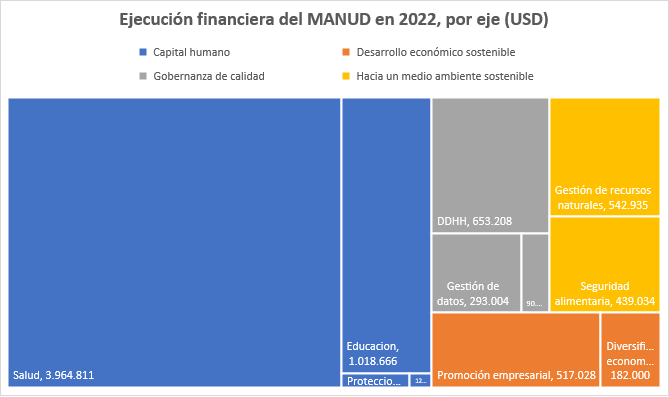 Ejecución financiera del MANUD en 2022, por eje (USD)
Capital humano
Desarrollo económico sostenible
Gobernanza de calidad
Hacia un medio ambiente sostenible
Salud, 3.964.811
Educacion,
1.018.666
Proteccio...
12...
DDHH, 653.208
Gestión de
datos, 293.004
90....
Gestión de recursos
naturales, 542.935
Seguridad
alimentaria, 439.034
Promoción empresarial, 517.028
Diversifi...
econom...
182.000